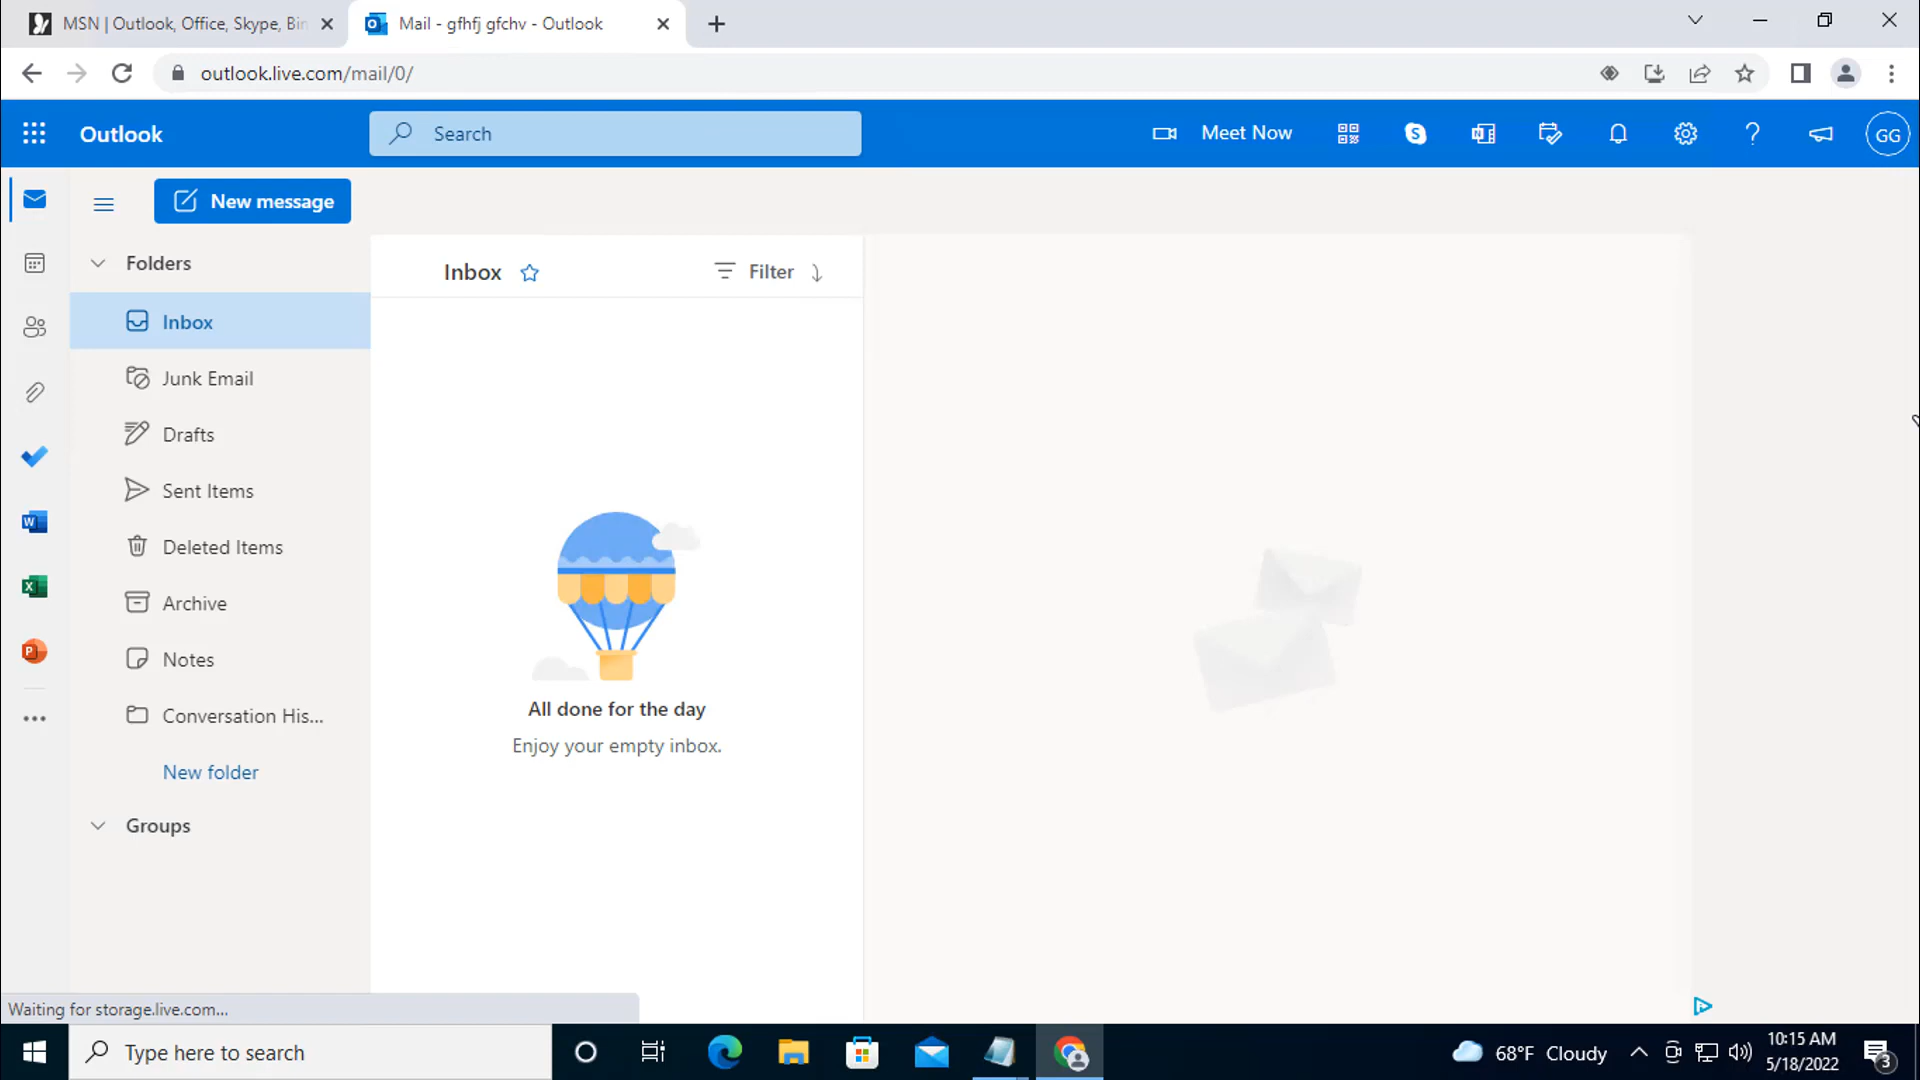 MSN | Outlook, Office, Skype, Bin
Mail - gfhfj gfchv - Outlook
outlook.live.com/mail/0/
Outlook
Search
Meet Now
GG
New message
Folders
Inbox
Junk Email
Drafts
Sent Items
Deleted Items
Archive
Notes
Conversation His...
New folder
Groups
Inbox
Filter
All done for the day
Enjoy your empty inbox.
Waiting for storage.live.com...
Type here to search
68°F Cloudy
10:15 AM
5/18/2022
3